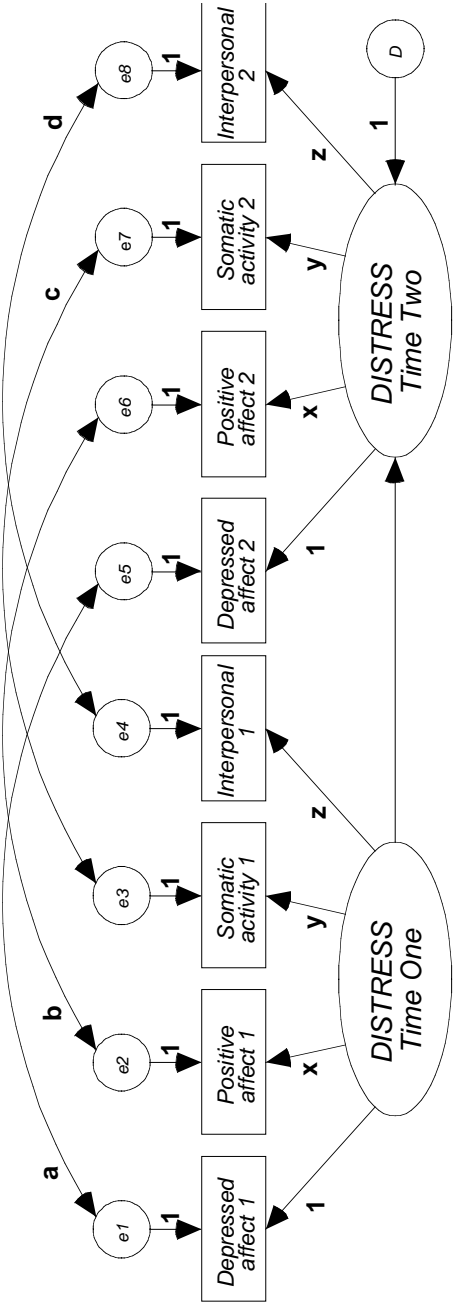 a
b
c
d
e1
e2
e3
e4
e5
e6
e7
e8
1
1
1
1
1
1
1
1
Depressed
affect 1
Positive
affect 1
Somatic
activity 1
Interpersonal
1
Depressed
affect 2
Positive
affect 2
Somatic
activity 2
Interpersonal
2
1
x
y
z
1
x
y
z
DISTRESS
Time One
DISTRESS
Time Two
1
D